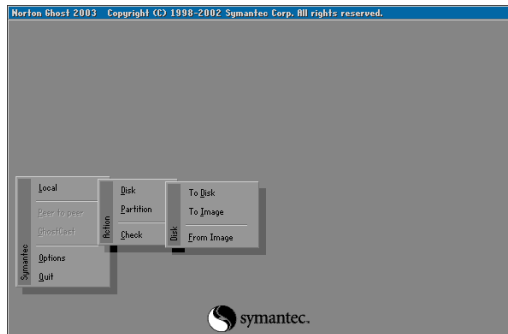 Norton Ghost 2003 Copyright (C) 1998-2002 Symantec Corp. All rights reserved.
Local
Peer to peer
GhostCast
Options
Quit
Symantec
Disk
Partition
Check
Action
To Disk
To Image
From Image
Disk
symantec.